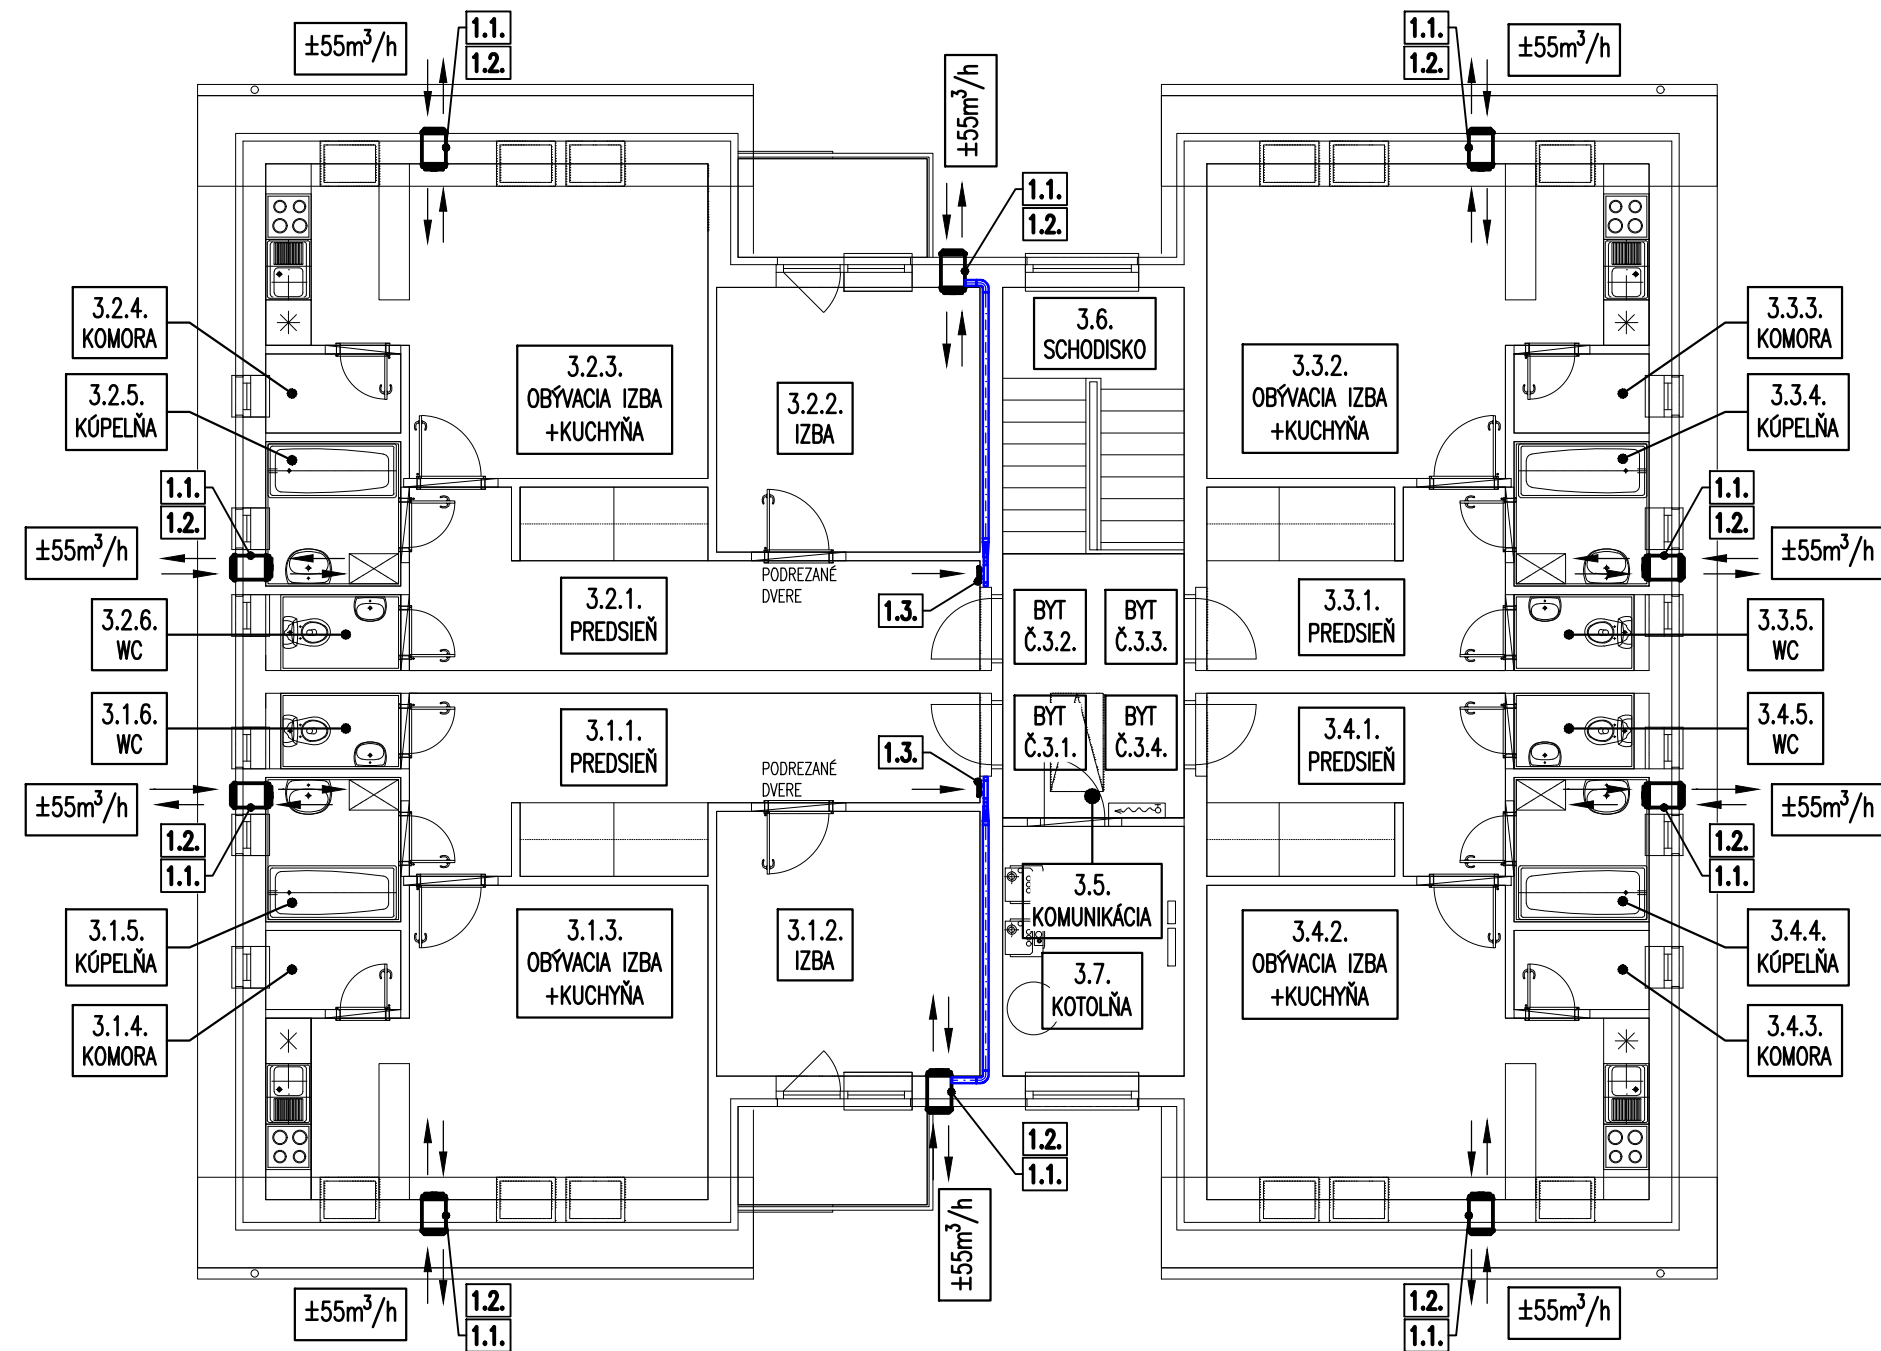 ±55m³/h
1.1.
1.2.
±55m³/h
1.1.
1.2.
±55m³/h
1.1.
1.2.
3.2.4.
KOMORA
3.2.5.
KÚPELŇA
1.1.
1.2.
±55m³/h
3.2.6.
WC
3.1.6.
WC
±55m³/h
1.2.
1.1.
3.1.5.
KÚPELŇA
3.1.4.
KOMORA
3.2.3.
OBÝVACIA IZBA
+KUCHYŇA
3.2.2.
IZBA
3.6.
SCHODISKO
3.3.2.
OBÝVACIA IZBA
+KUCHYŇA
3.3.3.
KOMORA
3.3.4.
KÚPELŇA
1.1.
1.2.
±55m³/h
3.2.1.
PREDSIEŇ
PODREZANÉ
DVERE
1.3.
BYT
Č.3.2.
BYT
Č.3.3.
3.3.1.
PREDSIEŇ
3.3.5.
WC
3.1.1.
PREDSIEŇ
PODREZANÉ
DVERE
1.3.
BYT
Č.3.1.
BYT
Č.3.4.
3.4.1.
PREDSIEŇ
3.4.5.
WC
±55m³/h
1.2.
1.1.
3.1.3.
OBÝVACIA IZBA
+KUCHYŇA
3.1.2.
IZBA
3.5.
KOMUNIKÁCIA
3.7.
KOTOLŇA
3.4.2.
OBÝVACIA IZBA
+KUCHYŇA
3.4.4.
KÚPELŇA
3.4.3.
KOMORA
1.2.
1.1.
±55m³/h
±55m³/h
1.2.
1.1.
1.2.
1.1.
±55m³/h